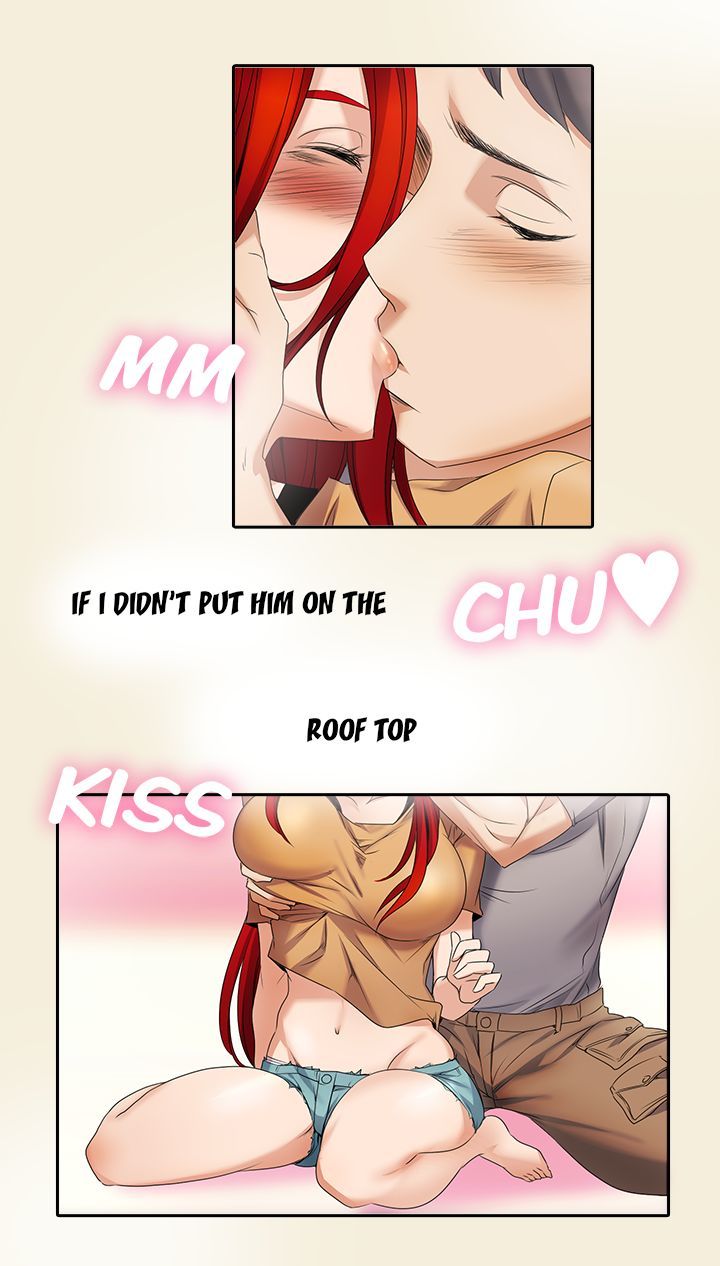 MM
IF I DIDN'T PUT HIM ON THE
CHU♥
ROOF TOP
KISS